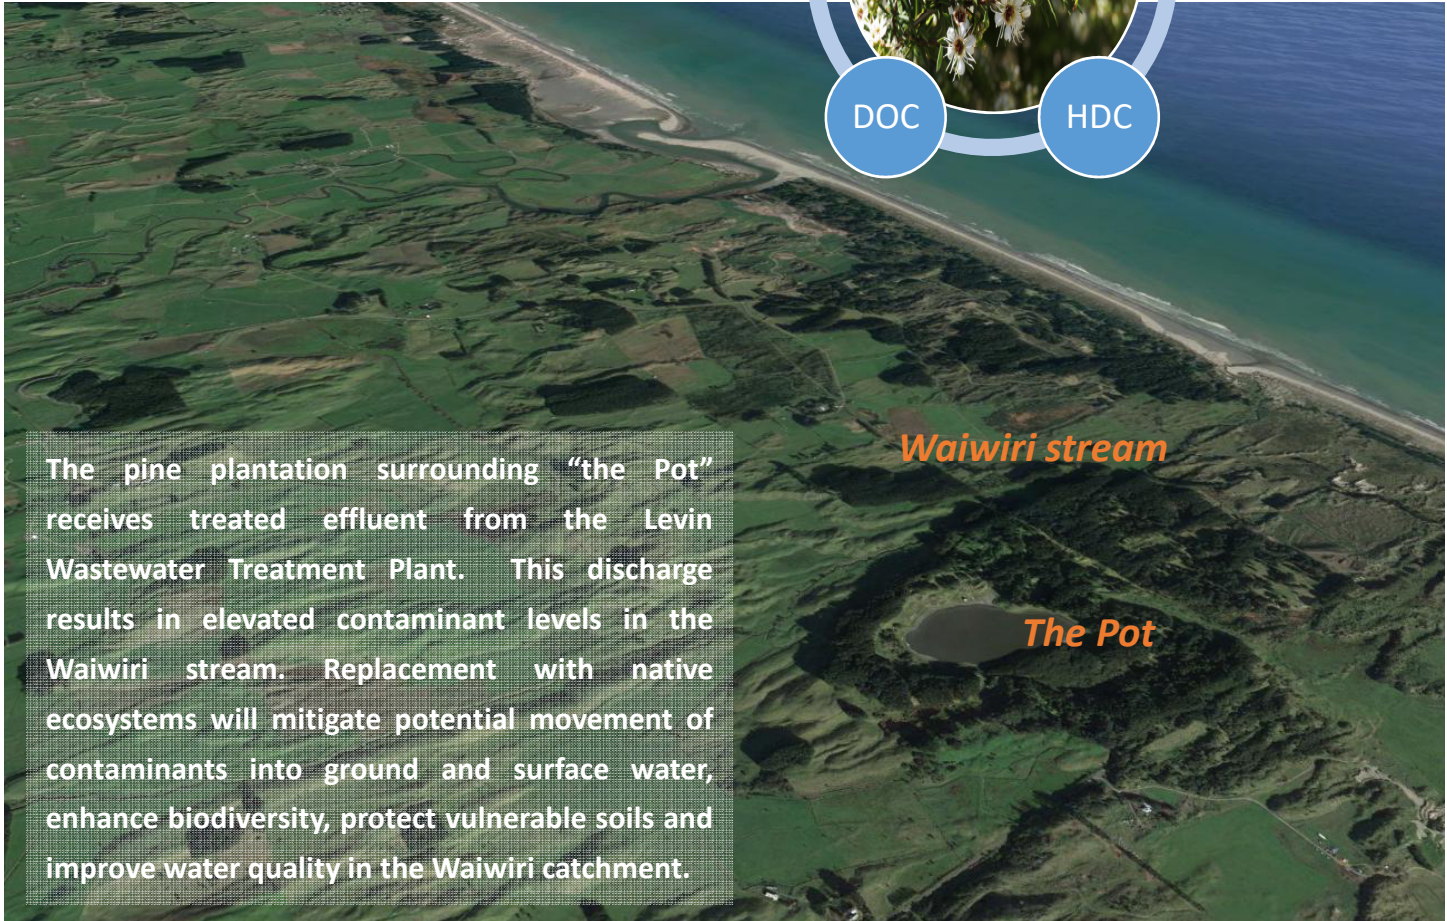 DOC
HDC
Waiwiri stream
The Pot
The pine plantation surrounding “the Pot”
receives treated effluent from the Levin
Wastewater Treatment Plant. This discharge
results in elevated contaminant levels in the
Waiwiri stream. Replacement with native
ecosystems will mitigate potential movement of
contaminants into ground and surface water,
enhance biodiversity, protect vulnerable soils and
improve water quality in the Waiwiri catchment.